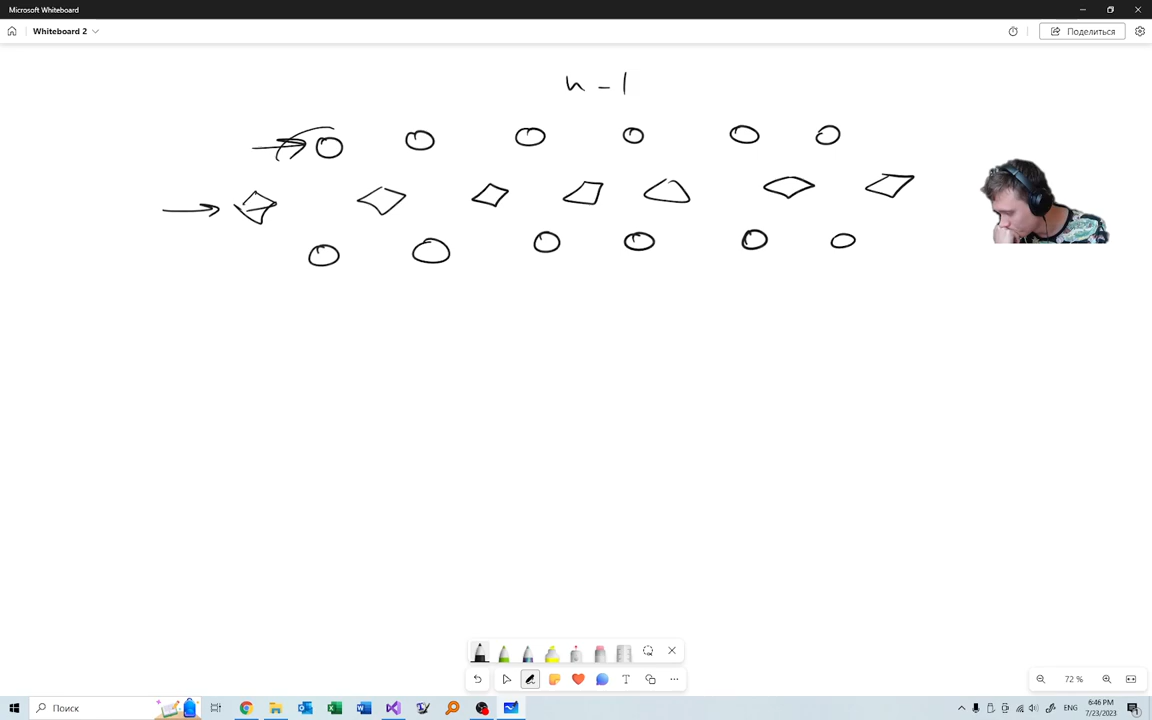 Microsoft Whiteboard
Whiteboard 2
Поделиться
n - 1
72 %
Поиск
ENG
6:46 PM
7/23/2023